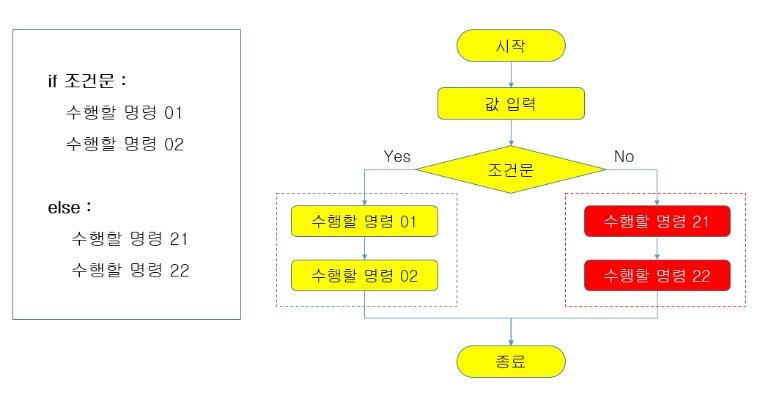 if 조건문 :
수행할 명령 01
수행할 명령 02
else :
수행할 명령 21
수행할 명령 22
시작
값 입력
조건문
Yes
No
수행할 명령 01
수행할 명령 21
수행할 명령 02
수행할 명령 22
종료